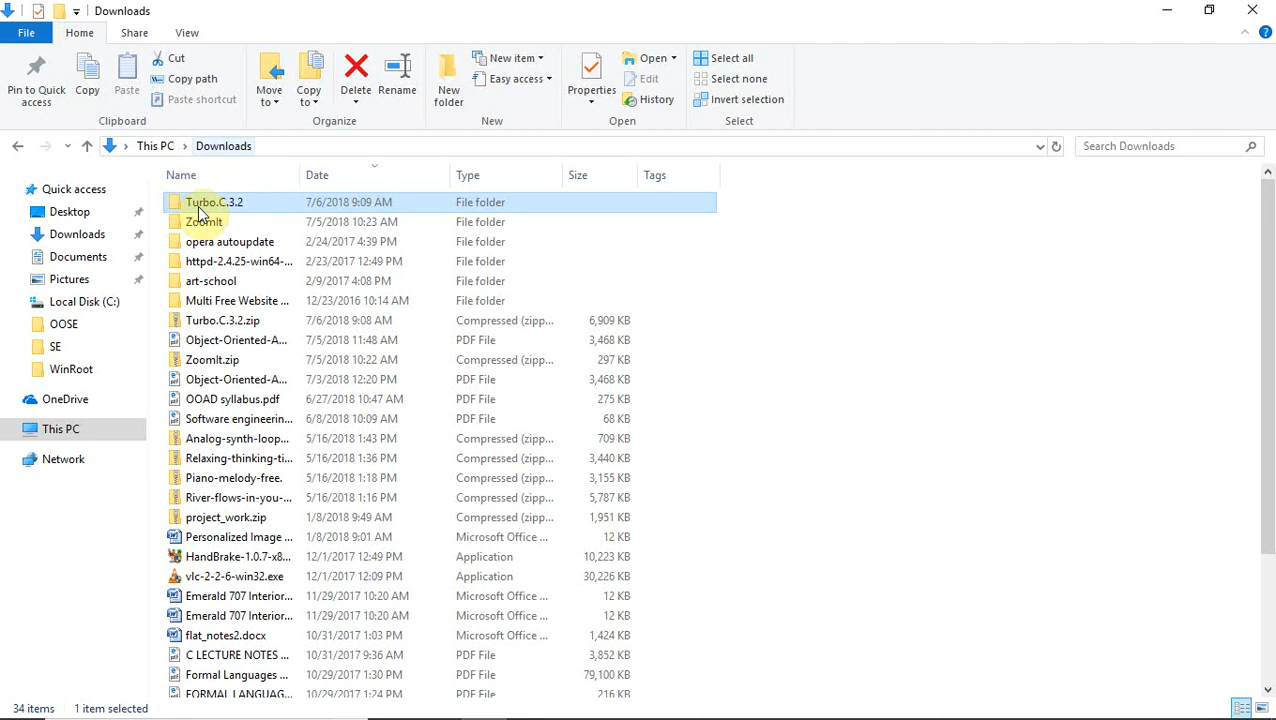 Downloads
File Home Share View
Pin to Quick access
Copy
Paste
Cut
Copy path
Paste shortcut
Clipboard
Move to
Copy to
Delete
Rename
Organize
New folder
New item
Easy access
New
Properties
Open
Edit
History
Open
Select all
Select none
Invert selection
Select
This PC Downloads
Search Downloads
Quick access
Desktop
Downloads
Documents
Pictures
Local Disk (C:)
OOSE
SE
WinRoot
OneDrive
This PC
Network
Name Date Type Size Tags
Turbo.C.3.2 7/6/2018 9:09 AM File folder
ZoomIt 7/5/2018 10:23 AM File folder
opera autoupdate 2/24/2017 4:39 PM File folder
httpd-2.4.25-win64-... 2/23/2017 12:49 PM File folder
art-school 2/9/2017 4:08 PM File folder
Multi Free Website ... 12/23/2016 10:14 AM File folder
Turbo.C.3.2.zip 7/6/2018 9:08 AM Compressed (zipp... 6,909 KB
Object-Oriented-A... 7/5/2018 11:48 AM PDF File 3,468 KB
ZoomIt.zip 7/5/2018 10:22 AM Compressed (zipp... 297 KB
Object-Oriented-A... 7/3/2018 12:20 PM PDF File 3,468 KB
OOAD syllabus.pdf 6/27/2018 10:47 AM PDF File 275 KB
Software engineerin... 6/8/2018 10:09 AM PDF File 68 KB
Analog-synth-loop... 5/16/2018 1:43 PM Compressed (zipp... 709 KB
Relaxing-thinking-ti... 5/16/2018 1:36 PM Compressed (zipp... 3,440 KB
Piano-melody-free. 5/16/2018 1:18 PM Compressed (zipp... 3,155 KB
River-flows-in-you-... 5/16/2018 1:16 PM Compressed (zipp... 5,787 KB
project_work.zip 1/8/2018 9:49 AM Compressed (zipp... 1,951 KB
Personalized Image ... 1/8/2018 9:01 AM Microsoft Office ... 12 KB
HandBrake-1.0.7-x8... 12/1/2017 12:49 PM Application 10,223 KB
vlc-2-2-6-win32.exe 12/1/2017 12:09 PM Application 30,226 KB
Emerald 707 Interior... 11/29/2017 10:20 AM Microsoft Office ... 12 KB
Emerald 707 Interior... 11/29/2017 10:20 AM Microsoft Office ... 12 KB
flat_notes2.docx 10/31/2017 1:03 PM Microsoft Office ... 1,424 KB
C LECTURE NOTES ... 10/31/2017 9:36 AM PDF File 3,852 KB
Formal Languages ... 10/29/2017 1:30 PM PDF File 79,100 KB
FORMAL LANGUAG... 10/29/2017 1:24 PM PDF File 216 KB
34 items 1 item selected